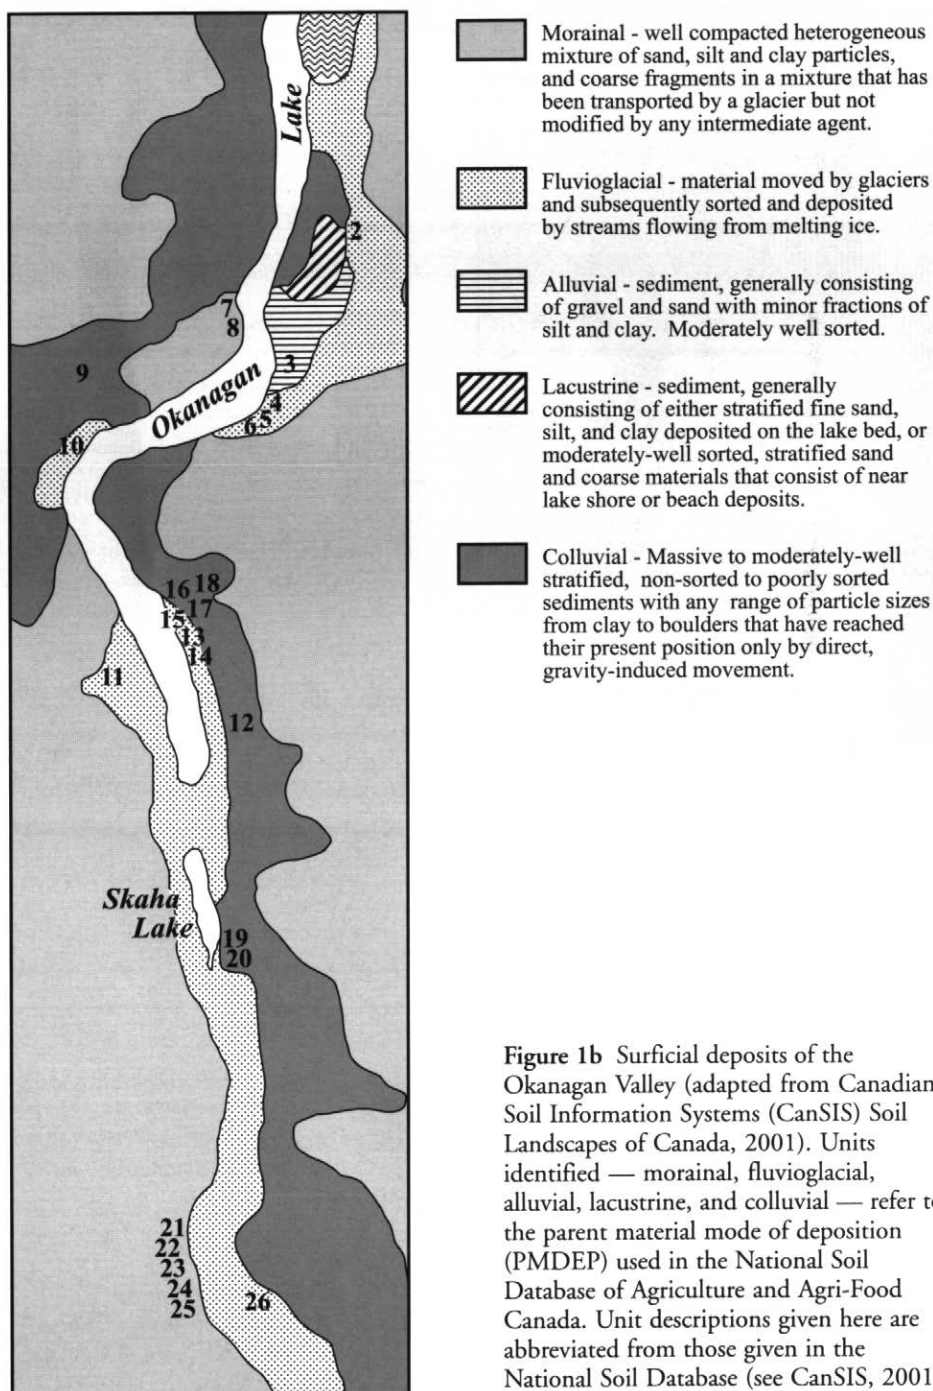 Morainal - well compacted heterogeneous
mixture of sand, silt and clay particles,
and coarse fragments in a mixture that has
been transported by a glacier but not
modified by any intermediate agent.
Fluvioglacial - material moved by glaciers
and subsequently sorted and deposited
by streams flowing from melting ice.
Alluvial - sediment, generally consisting
of gravel and sand with minor fractions of
silt and clay. Moderately well sorted.
Lacustrine - sediment, generally
consisting of either stratified fine sand,
silt, and clay deposited on the lake bed, or
moderately-well sorted, stratified sand
and coarse materials that consist of near
lake shore or beach deposits.
Colluvial - Massive to moderately-well
stratified, non-sorted to poorly sorted
sediments with any range of particle sizes
from clay to boulders that have reached
their present position only by direct,
gravity-induced movement.
Lake
2
7
8
3
9
Okanagan
4
5
6
10
16 18
17
15
13
14
11
12
Skaha
Lake
19
20
21
22
23
24
25
26
Figure 1b Surficial deposits of the
Okanagan Valley (adapted from Canadian
Soil Information Systems (CanSIS) Soil
Landscapes of Canada, 2001). Units
identified — morainal, fluvioglacial,
alluvial, lacustrine, and colluvial — refer to
the parent material mode of deposition
(PMDEP) used in the National Soil
Database of Agriculture and Agri-Food
Canada. Unit descriptions given here are
abbreviated from those given in the
National Soil Database (see CanSIS, 2001